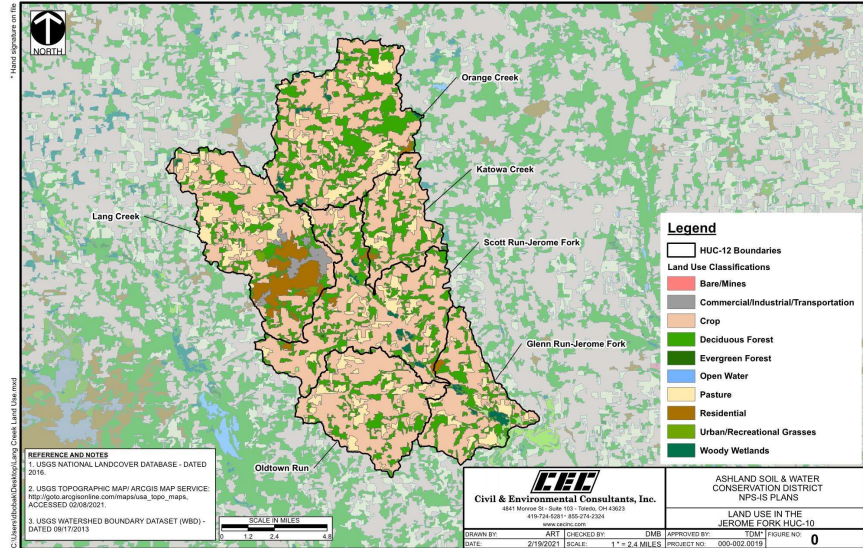 * Hand signature on file
NORTH
Orange Creek
Katowa Creek
Lang Creek
Scott Run-Jerome Fork
Glenn Run-Jerome Fork
Oldtown Run
Legend
HUC-12 Boundaries
Land Use Classifications
Bare/Mines
Commercial/Industrial/Transportation
Crop
Deciduous Forest
Evergreen Forest
Open Water
Pasture
Residential
Urban/Recreational Grasses
Woody Wetlands
C:\Users\dbobak\Desktop\Lang Creek Land Use.mxd
REFERENCE AND NOTES
1. USGS NATIONAL LANDCOVER DATABASE - DATED
2016.
2. USGS TOPOGRAPHIC MAP/ ARCGIS MAP SERVICE:
http://goto.arcgisonline.com/maps/usa_topo_maps,
ACCESSED 02/08/2021.
3. USGS WATERSHED BOUNDARY DATASET (WBD) -
DATED 09/17/2013
SCALE IN MILES
0 1.2 2.4 4.8
CEC
Civil & Environmental Consultants, Inc.
4841 Monroe St - Suite 103 - Toledo, OH 43623
419-724-5281 · 855-274-2324
www.cecinc.com
ASHLAND SOIL & WATER
CONSERVATION DISTRICT
NPS-IS PLANS
LAND USE IN THE
JEROME FORK HUC-10
DRAWN BY: ART CHECKED BY: DMB APPROVED BY: TDM* FIGURE NO:
DATE: 2/19/2021 SCALE: 1" = 2.4 MILES PROJECT NO: 000-002.0019 0